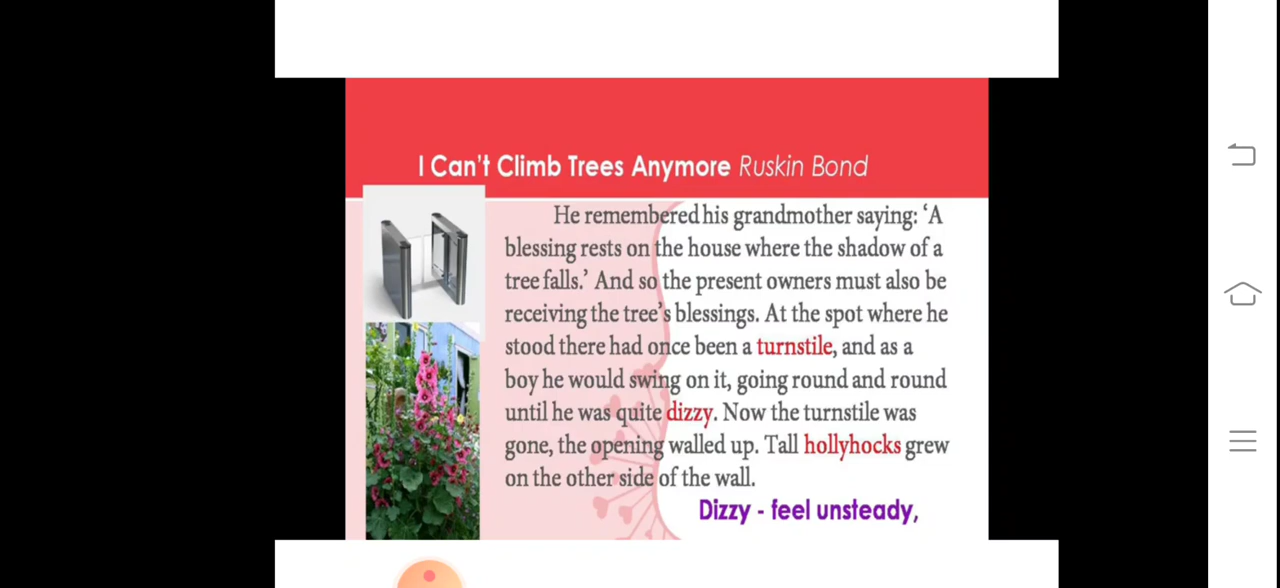 I Can't Climb Trees Anymore Ruskin Bond
He remembered his grandmother saying: ‘A
blessing rests on the house where the shadow of a
tree falls.’ And so the present owners must also be
receiving the tree's blessings. At the spot where he
stood there had once been a turnstile, and as a
boy he would swing on it, going round and round
until he was quite dizzy. Now the turnstile was
gone, the opening walled up. Tall hollyhocks grew
on the other side of the wall.
Dizzy - feel unsteady,